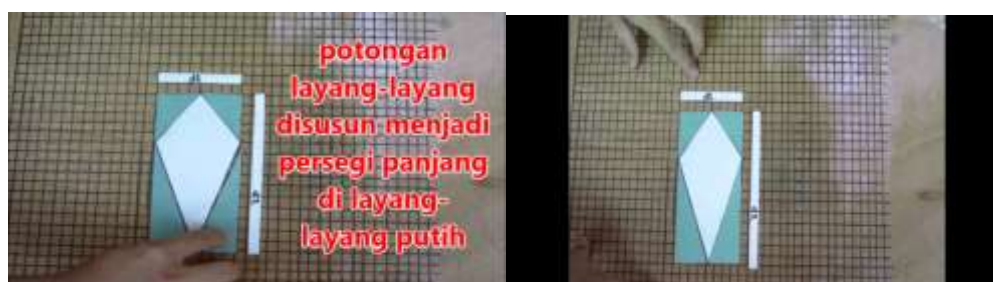 potongan
layang-layang
disusun menjadi
persegi panjang
di layang-
layang putih